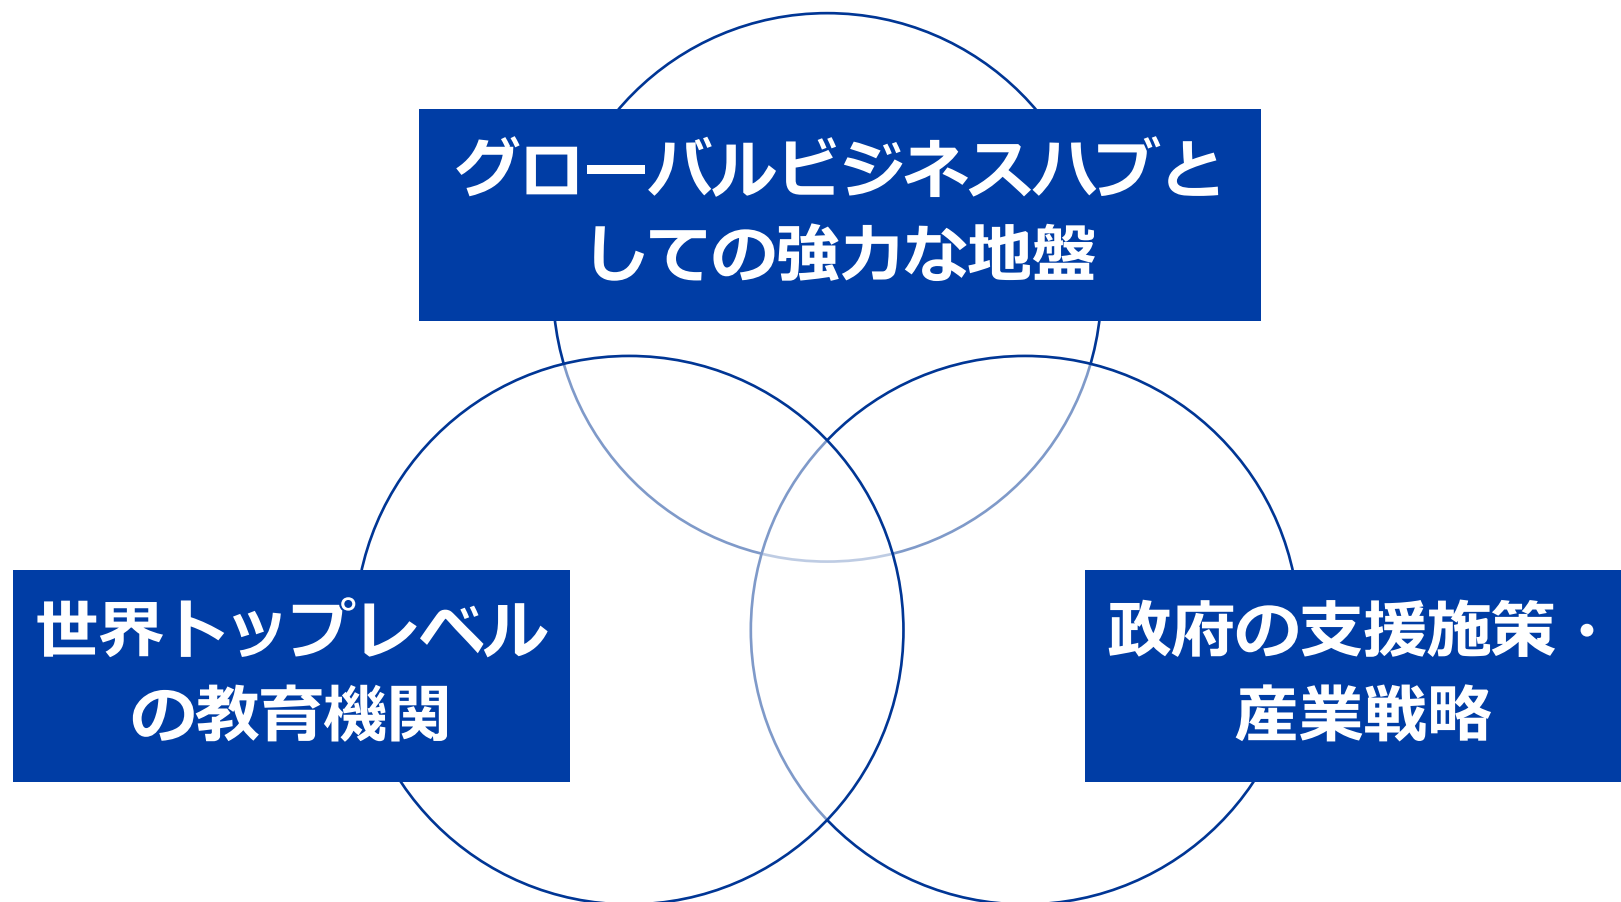 グローバルビジネスハブと
しての強力な地盤
世界トップレベル
の教育機関
政府の支援施策・
産業戦略